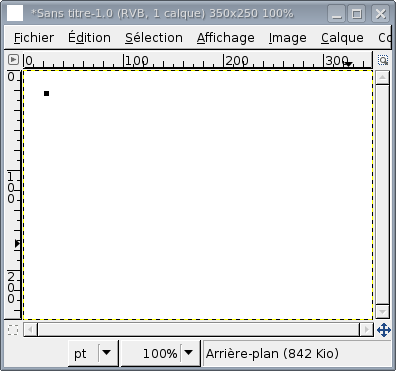 *Sans titre-1.0 (RVB, 1 calque) 350x250 100%
Fichier Édition Sélection Affichage Image Calque Co
0 100 200 300
0
100
200
pt 100% Arrière-plan (842 Kio)